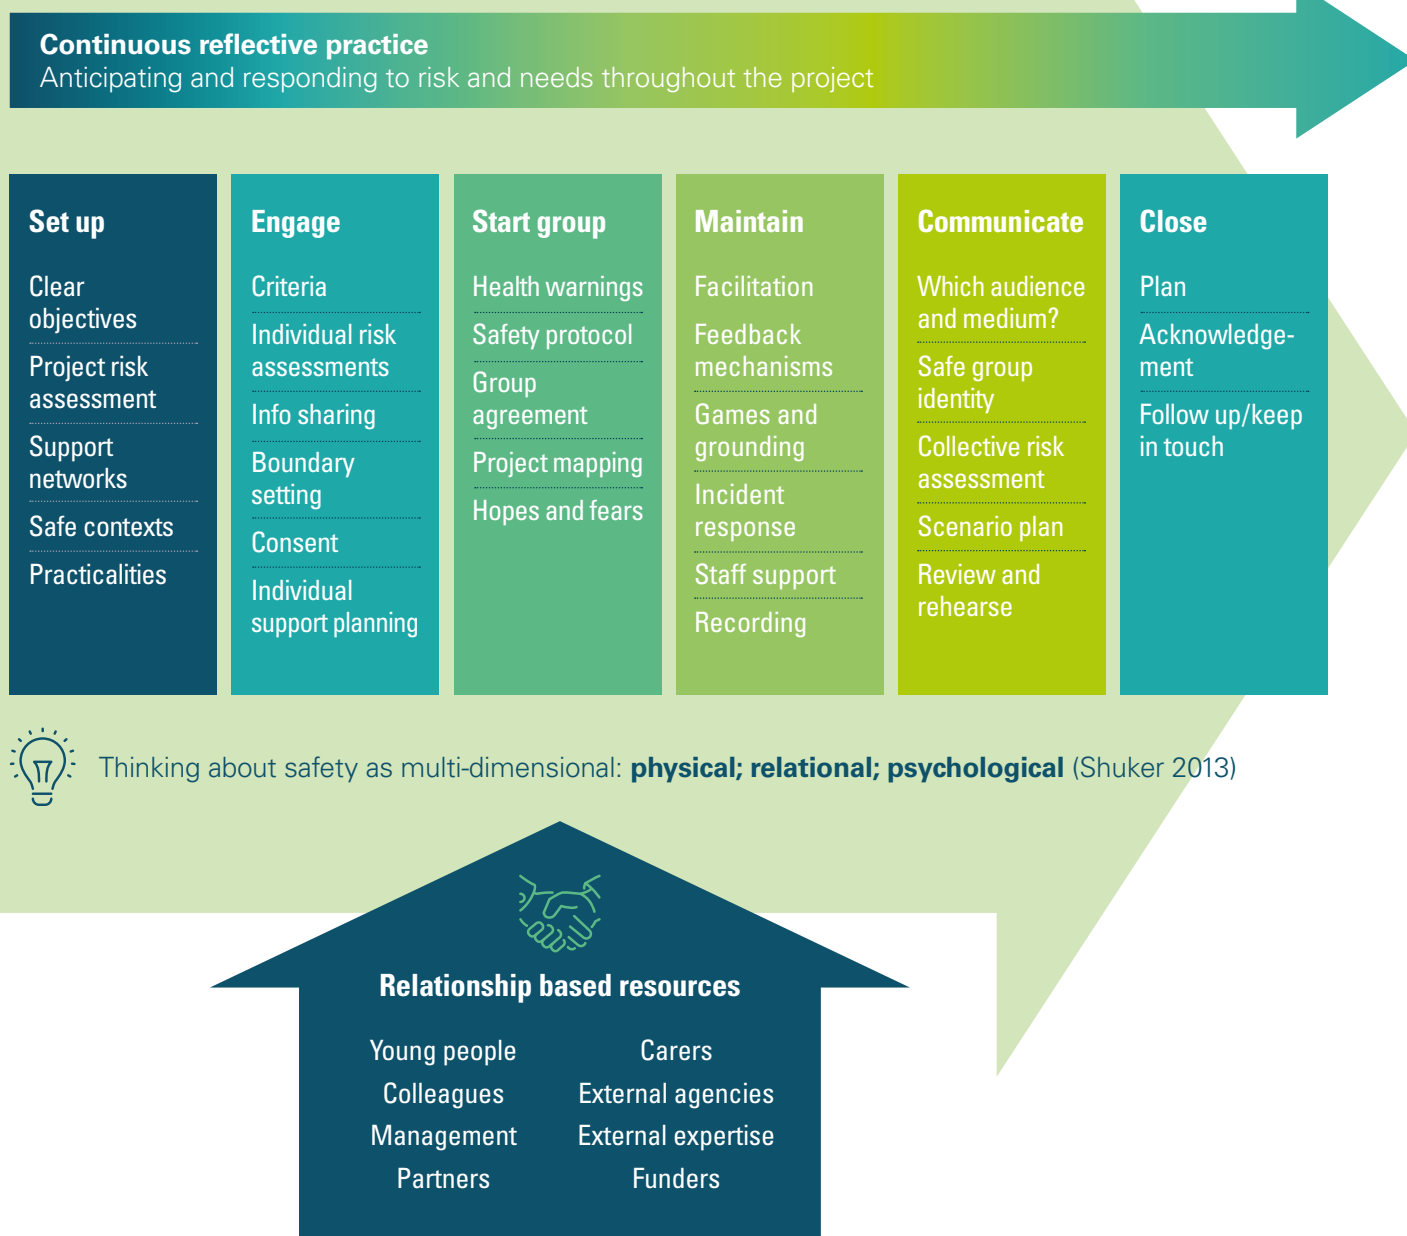 Continuous reflective practice
Anticipating and responding to risk and needs throughout the project
Set up
Clear
objectives
Project risk
assessment
Support
networks
Safe contexts
Practicalities
Engage
Criteria
Individual risk
assessments
Info sharing
Boundary
setting
Consent
Individual
support planning
Start group
Health warnings
Safety protocol
Group
agreement
Project mapping
Hopes and fears
Maintain
Facilitation
Feedback
mechanisms
Games and
grounding
Incident
response
Staff support
Recording
Communicate
Which audience
and medium?
Safe group
identity
Collective risk
assessment
Scenario plan
Review and
rehearse
Close
Plan
Acknowledge-
ment
Follow up/keep
in touch
Thinking about safety as multi-dimensional: physical; relational; psychological (Shuker 2013)
Relationship based resources
Young people
Colleagues
Management
Partners
Carers
External agencies
External expertise
Funders